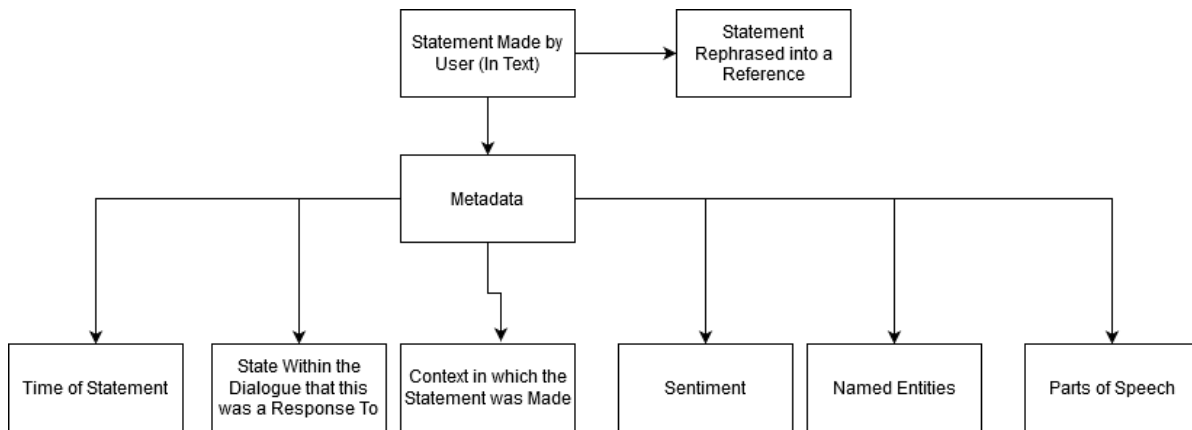 Statement Made by
User (In Text)
Statement
Rephrased into a
Reference
Metadata
Time of Statement
State Within the
Dialogue that this
was a Response To
Context in which the
Statement was Made
Sentiment
Named Entities
Parts of Speech